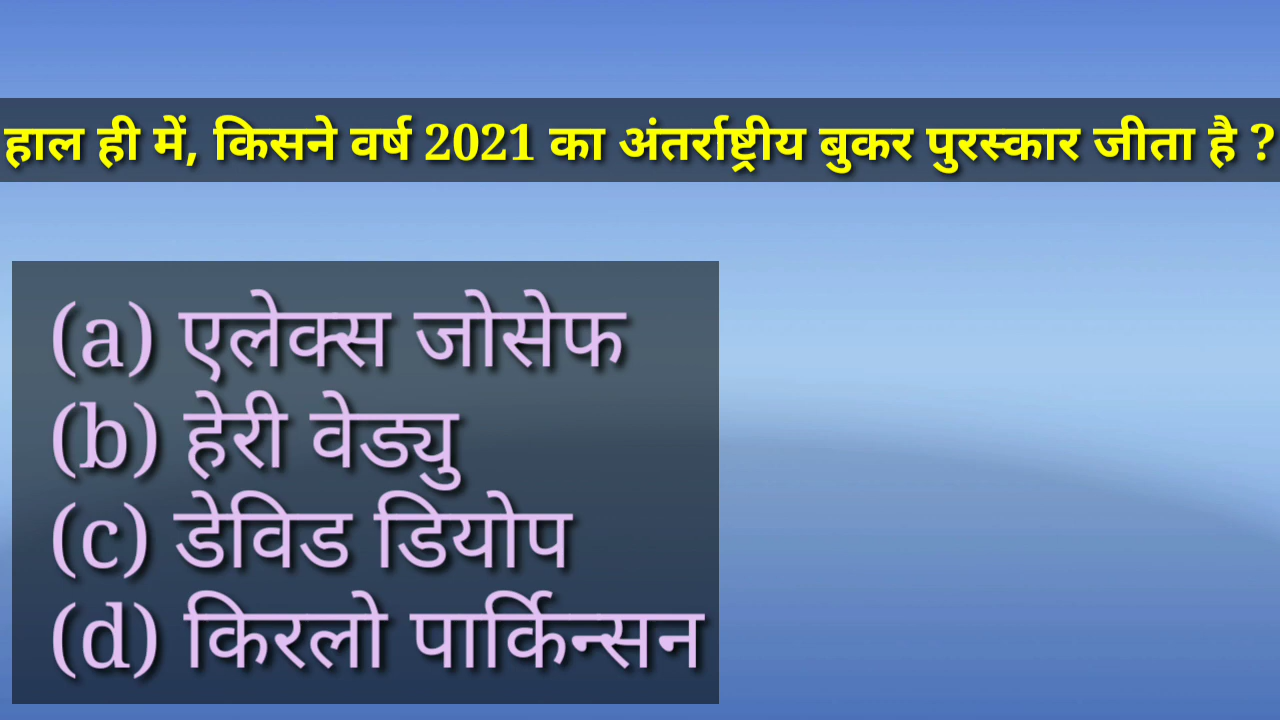 हाल ही में, किसने वर्ष 2021 का अंतर्राष्ट्रीय बुकर पुरस्कार जीता है ?
(a) एलेक्स जोसेफ
(b) हेरी वेड्यु
(c) डेविड डियोप
(d) किरलो पार्किन्सन